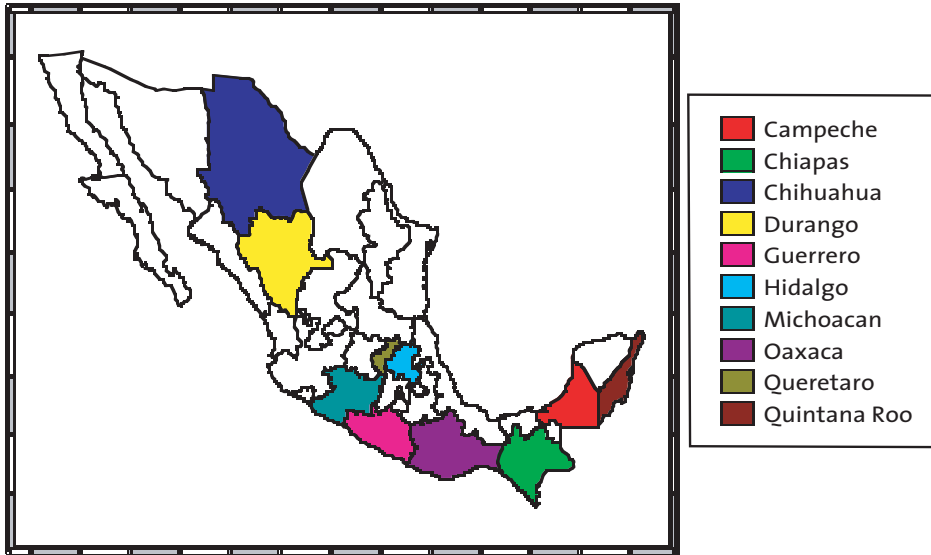 Campeche
Chiapas
Chihuahua
Durango
Guerrero
Hidalgo
Michoacan
Oaxaca
Queretaro
Quintana Roo